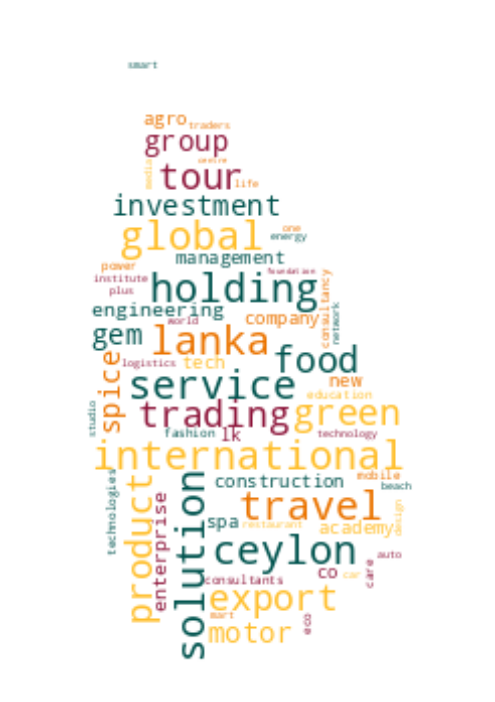 smart
agro
traders
group
centre
media
tour
life
investment
global
one
energy
management
power
foundation
institute
plus
holding
consultancy
engineering
world
company
network
gem
lanka
food
logistics
tech
spice
service
new
education
studio
trading
green
fashion
lk
technology
international
technologies
product
solution
construction
mobile
beach
enterprise
travel
design
spa
restaurant
academy
ceylon
auto
consultants
co
car
care
export
mart
motor
eco